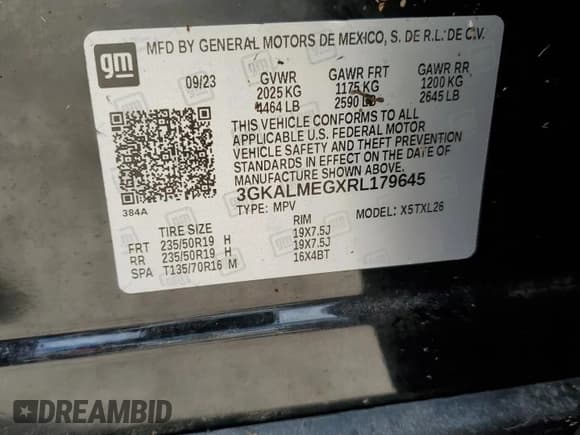 gm
MFD BY GENERAL MOTORS DE MEXICO, S. DE R.L. DE C.V.
09/23 GVWR GAWR FRT GAWR RR
2025 KG 1175 KG 1200 KG
4464 LB 2590 LB 2645 LB
THIS VEHICLE CONFORMS TO ALL
APPLICABLE U.S. FEDERAL MOTOR
VEHICLE SAFETY AND THEFT PREVENTION
STANDARDS IN EFFECT ON THE DATE OF
MANUFACTURE SHOWN ABOVE.
3GKALMEGXRL179645
384A TYPE: MPV MODEL: X5TXL26
TIRE SIZE RIM
FRT 235/50R19 H 19X7.5J
RR 235/50R19 H 19X7.5J
SPA T135/70R16 M 16X4BT
DREAMBID